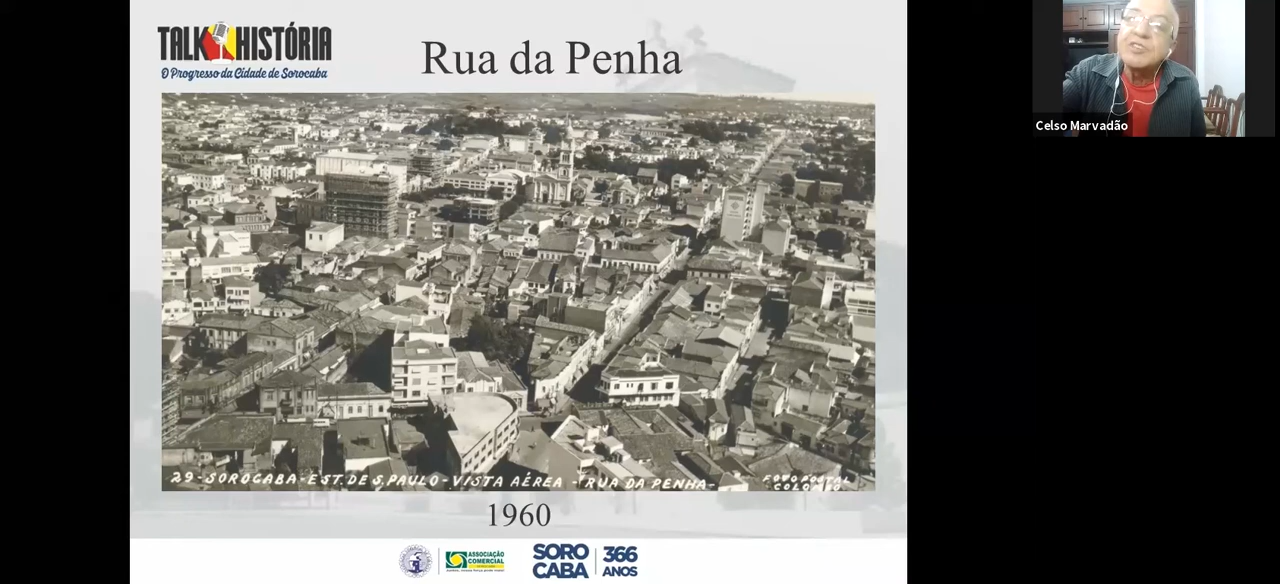 TALK HISTÓRIA
O Progresso da Cidade de Sorocaba
Rua da Penha
Celso Marvadão
29-SOROCABA-EST.DE S.PAULO-VISTA AÉREA-RUA DA PENHA-
FOTO POSTAL
COLOMBO
1960
ASSOCIAÇÃO
COMERCIAL
SORO
CABA
366
ANOS